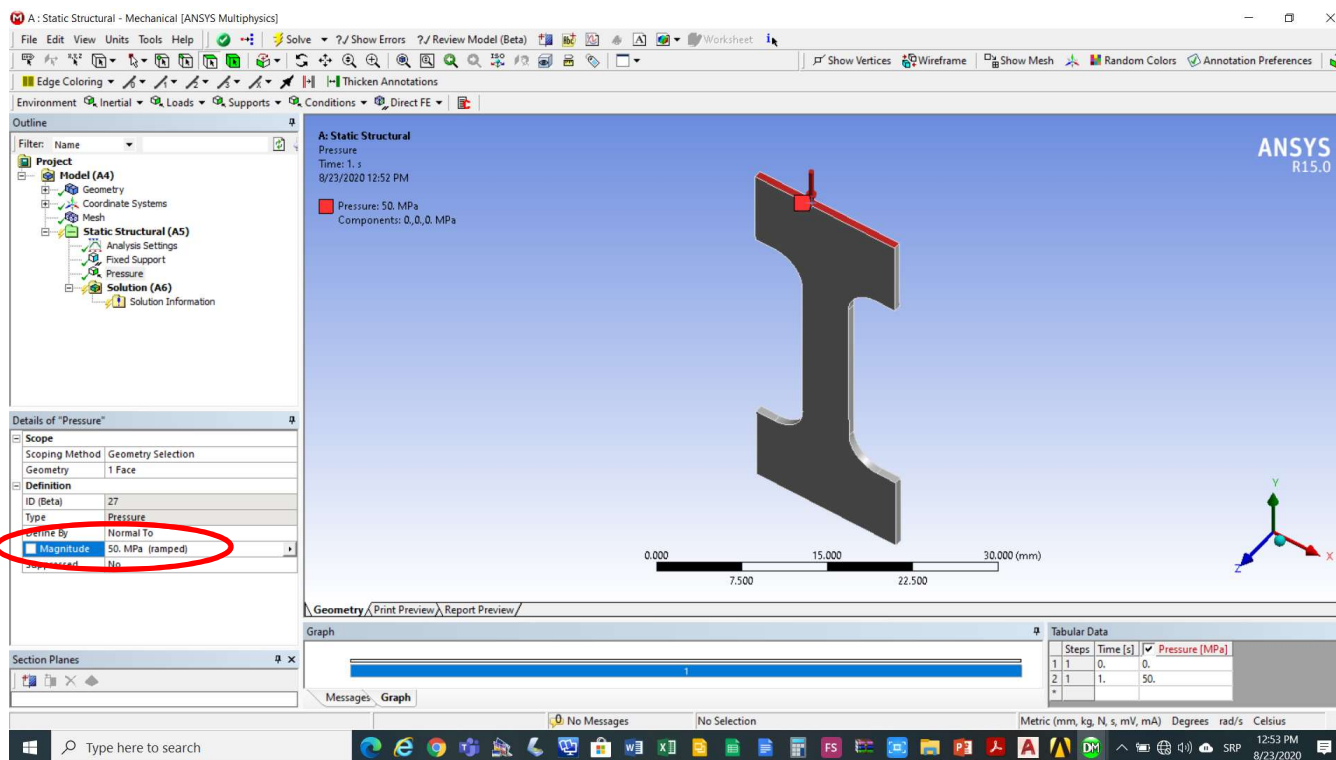 A : Static Structural - Mechanical [ANSYS Multiphysics]
File Edit View Units Tools Help Solve ?/ Show Errors ?/ Review Model (Beta) Worksheet
Show Vertices Wireframe Show Mesh Random Colors Annotation Preferences
Edge Coloring Thicken Annotations
Environment Inertial Loads Supports Conditions Direct FE
Outline
Filter: Name
Project
Model (A4)
Geometry
Coordinate Systems
Mesh
Static Structural (A5)
Analysis Settings
Fixed Support
Pressure
Solution (A6)
Solution Information
A: Static Structural
Pressure
Time: 1. s
8/23/2020 12:52 PM
Pressure: 50. MPa
Components: 0.,0.,0. MPa
ANSYS
R15.0
Details of "Pressure"
Scope
Scoping Method Geometry Selection
Geometry 1 Face
Definition
ID (Beta) 27
Type Pressure
Define By Normal To
Magnitude 50. MPa (ramped)
Suppressed No
Y
X
Z
0.000 15.000 30.000 (mm)
7.500 22.500
Geometry Print Preview Report Preview
Graph
1
Messages Graph
Tabular Data
Steps Time [s] Pressure [MPa]
1 1 0. 0.
2 1 1. 50.
*
Section Planes
0 No Messages No Selection Metric (mm, kg, N, s, mV, mA) Degrees rad/s Celsius
Type here to search
SRP
12:53 PM
8/23/2020